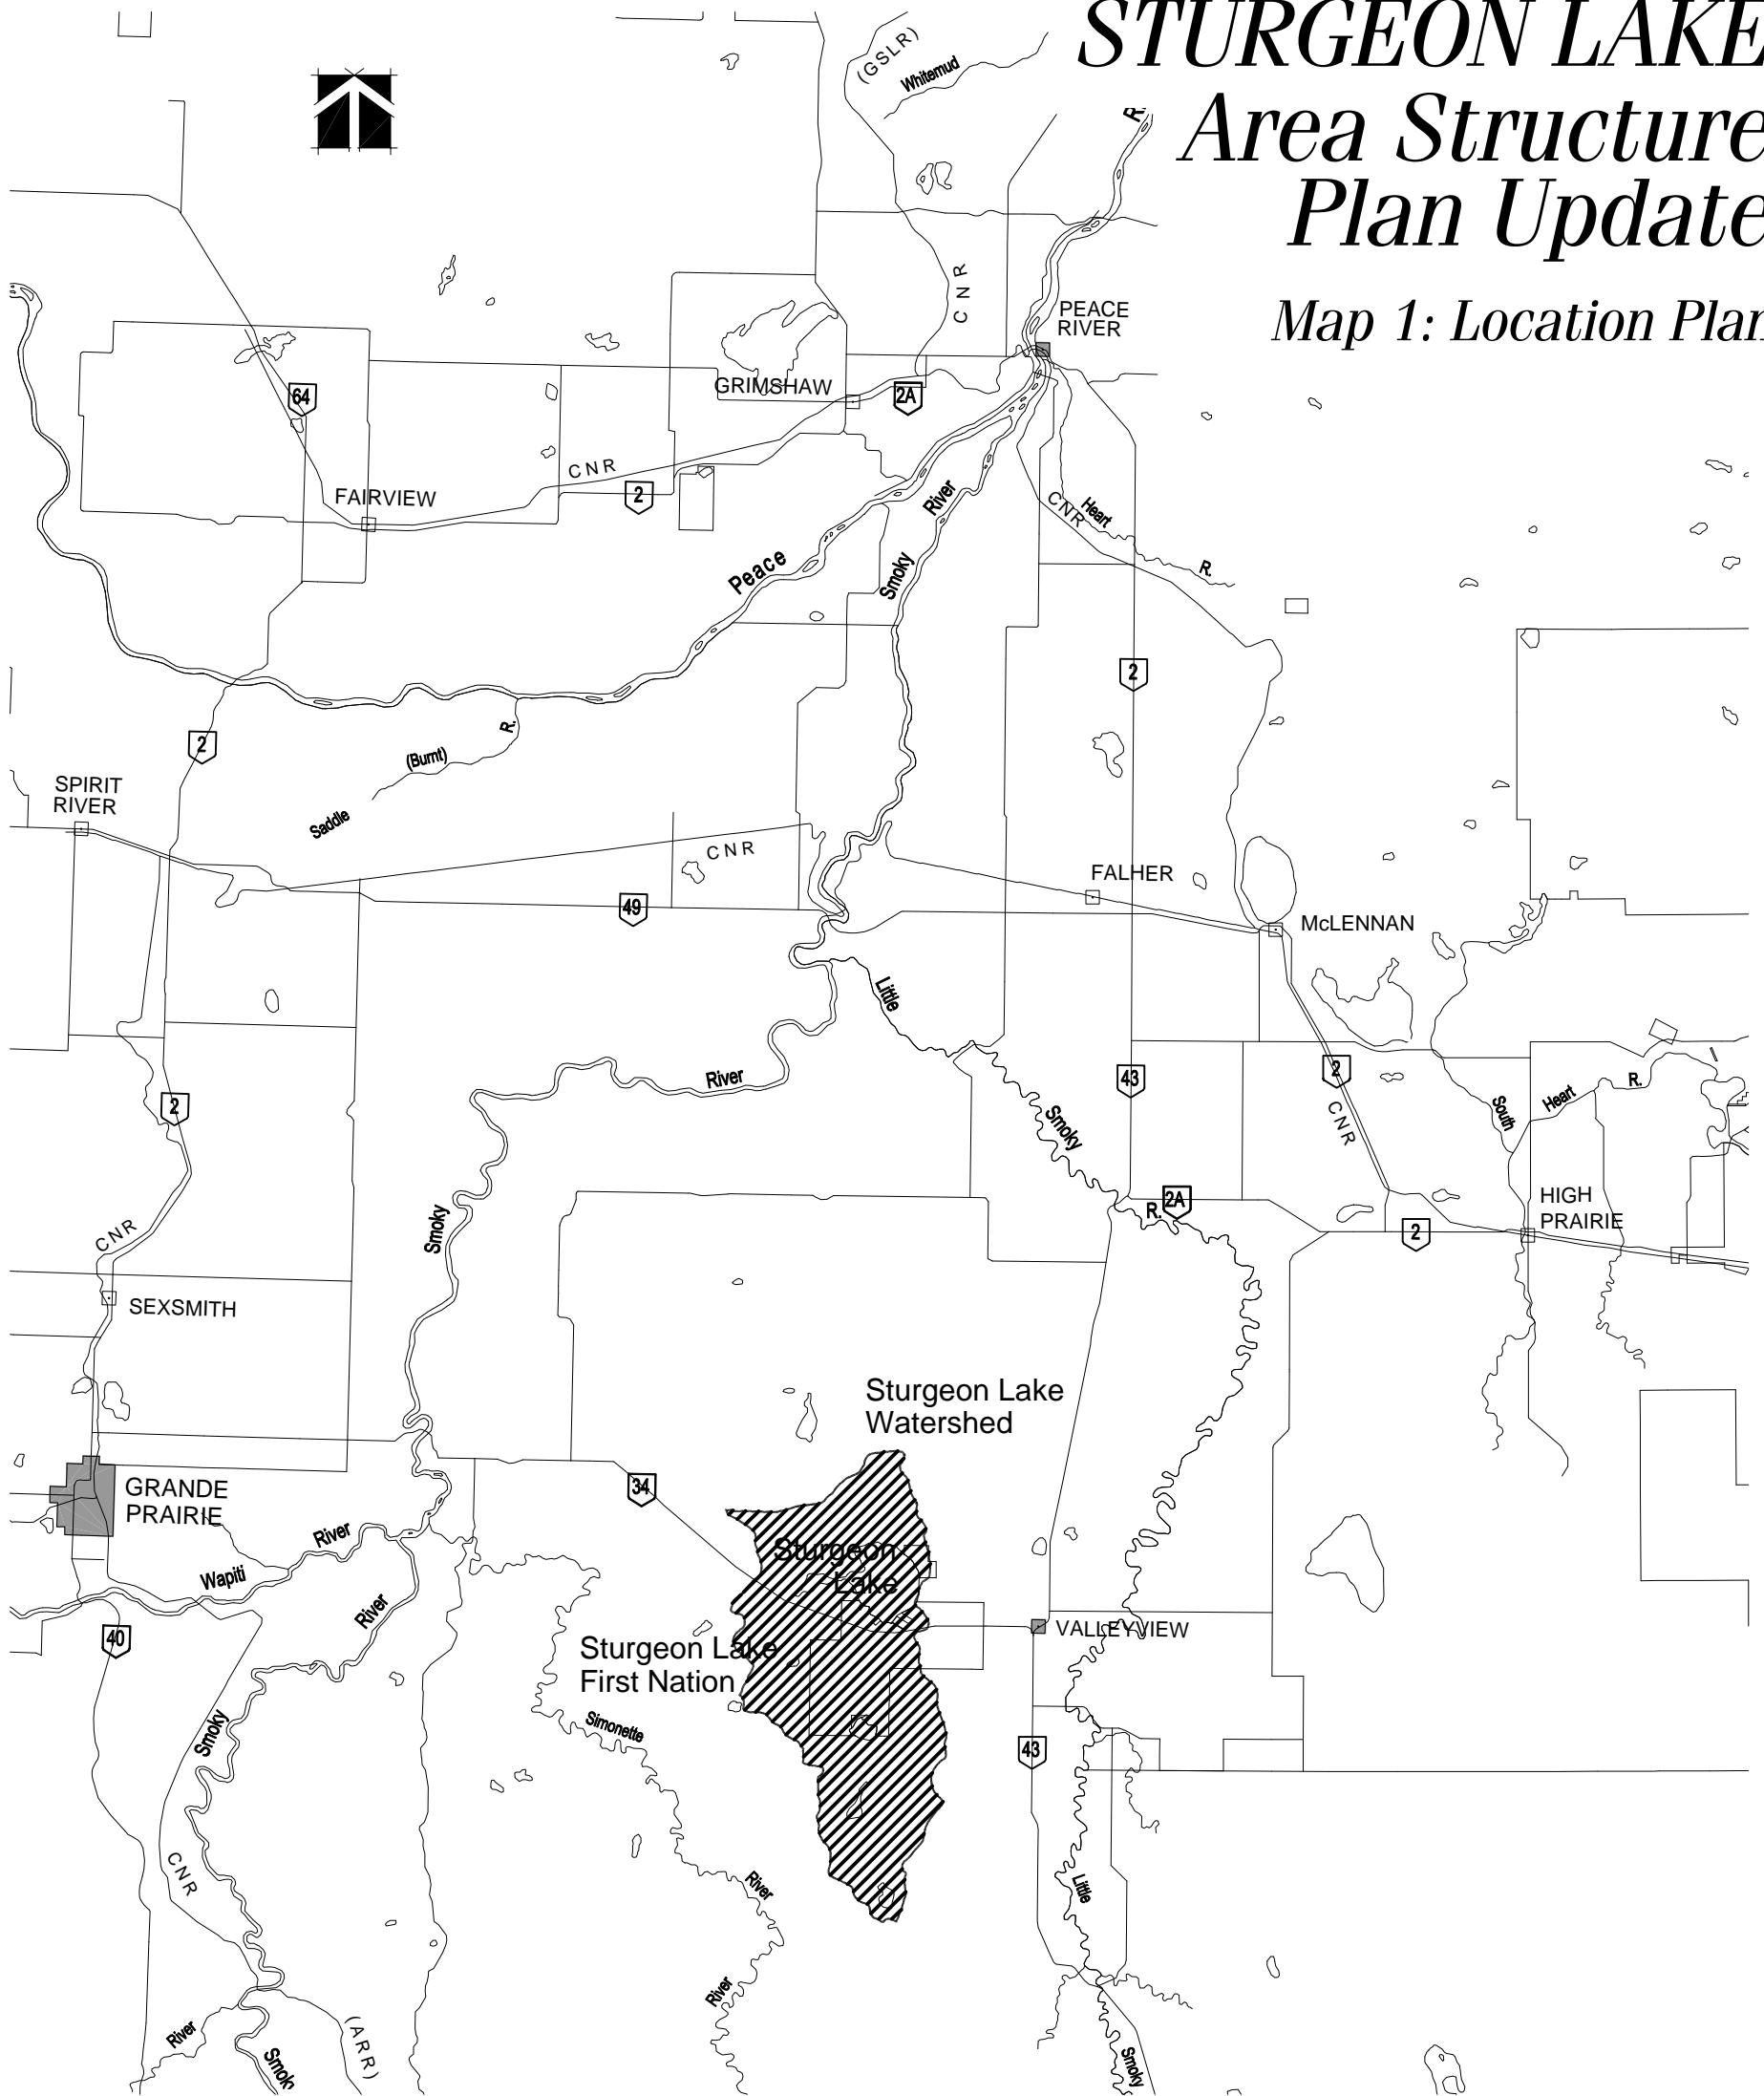 STURGEON LAKE
Area Structure
Plan Update
Map 1: Location Plan
(GSLR)
Whitemud
R.
CNR
PEACE
RIVER
GRIMSHAW
2A
64
CNR
2
FAIRVIEW
River
CNR
Heart
R.
Peace
Smoky
2
2
R.
(Burnt)
Saddle
SPIRIT
RIVER
CNR
49
FALHER
McLENNAN
Little
River
43
2
CNR
South
Heart
R.
2
Smoky
2A
R.
HIGH
PRAIRIE
2
Smoky
CNR
SEXSMITH
Sturgeon Lake
Watershed
34
GRANDE
PRAIRIE
River
Wapiti
Sturgeon
Lake
River
40
VALLEYVIEW
Sturgeon Lake
First Nation
Simonette
Smoky
43
CNR
River
Little
River
River
(ARR)
Smoky
Smoky